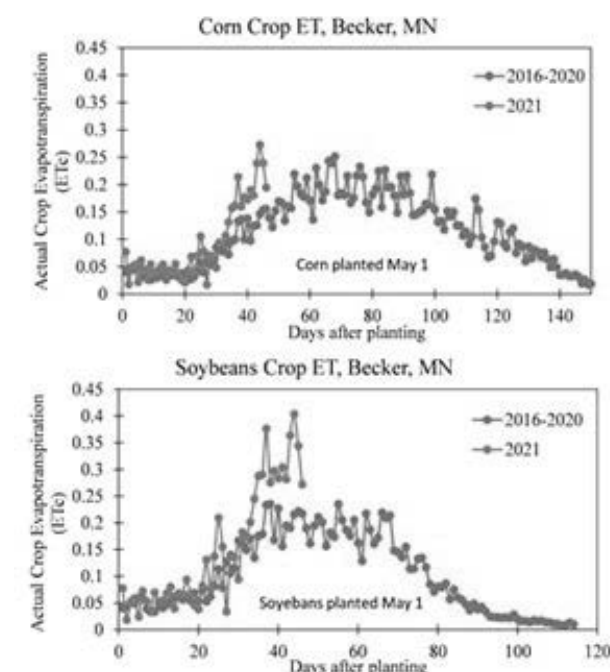 Corn Crop ET, Becker, MN
Actual Crop Evapotranspiration
(ETc)
0.45
0.4
0.35
0.3
0.25
0.2
0.15
0.1
0.05
0
2016-2020
2021
Corn planted May 1
0 20 40 60 80 100 120 140
Days after planting
Soybeans Crop ET, Becker, MN
Actual Crop Evapotranspiration
(ETc)
0.45
0.4
0.35
0.3
0.25
0.2
0.15
0.1
0.05
0
2016-2020
2021
Soyebans planted May 1
0 20 40 60 80 100 120
Days after planting